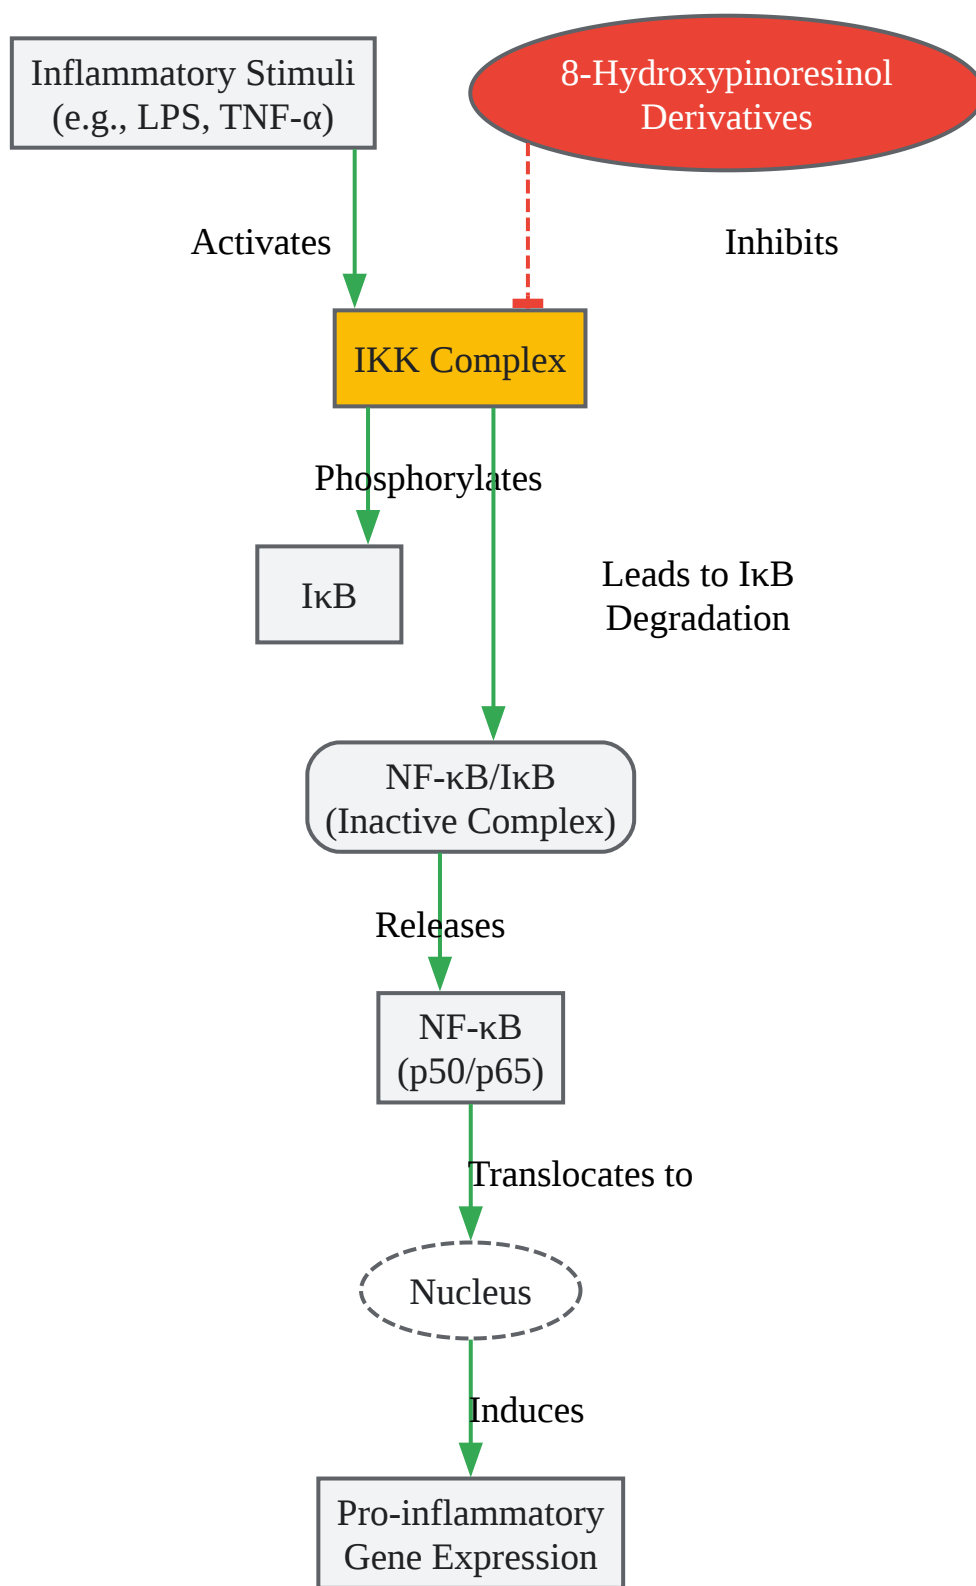 Inflammatory Stimuli
(e.g., LPS, TNF-α)
8-Hydroxypinoresinol
Derivatives
Activates
Inhibits
IKK Complex
Phosphorylates
IκB
Leads to IκB
Degradation
NF-κB/IκB
(Inactive Complex)
Releases
NF-κB
(p50/p65)
Translocates to
Nucleus
Induces
Pro-inflammatory
Gene Expression